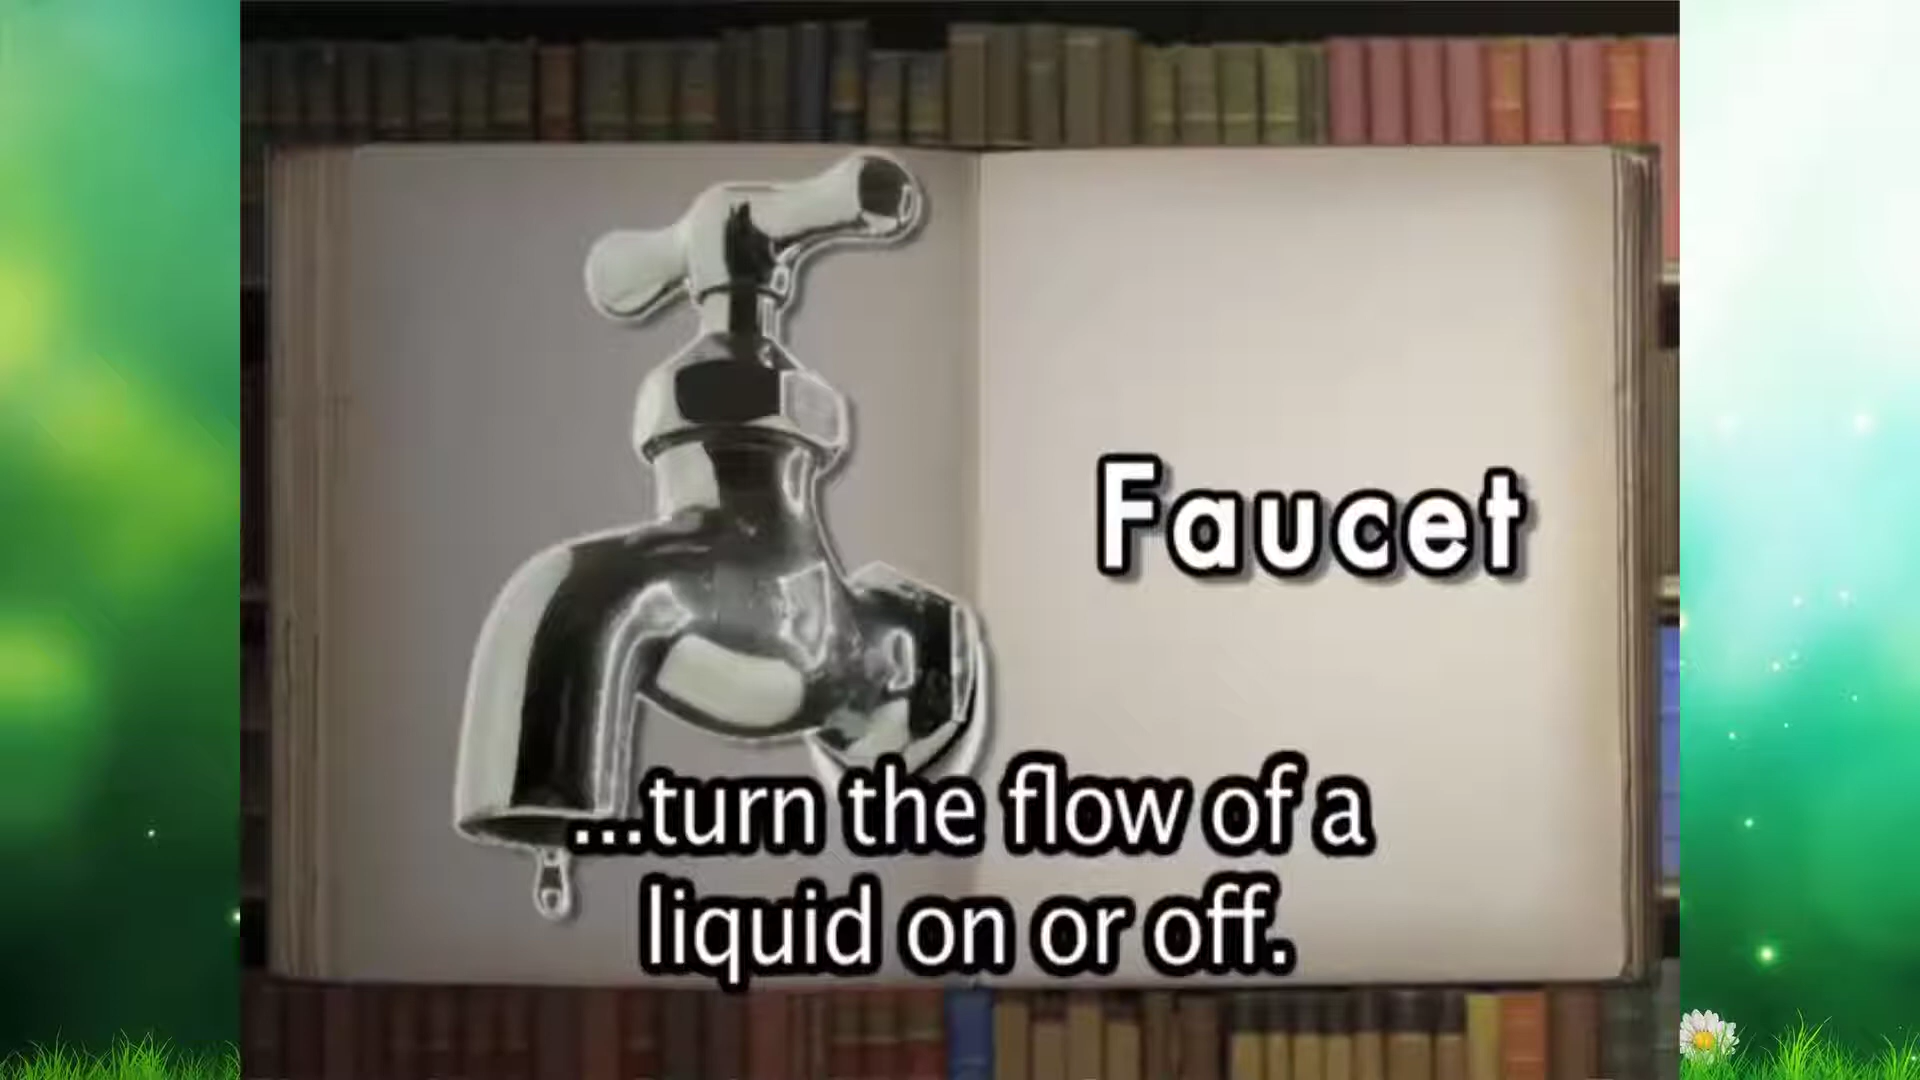 Faucet
...turn the flow of a
liquid on or off.